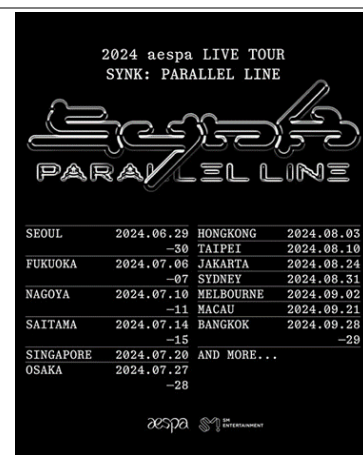 2024 aespa LIVE TOUR
SYNK: PARALLEL LINE
synk
PARALLEL LINE
SEOUL 2024.06.29
–30
FUKUOKA 2024.07.06
–07
NAGOYA 2024.07.10
–11
SAITAMA 2024.07.14
–15
SINGAPORE 2024.07.20
OSAKA 2024.07.27
–28
HONGKONG 2024.08.03
TAIPEI 2024.08.10
JAKARTA 2024.08.24
SYDNEY 2024.08.31
MELBOURNE 2024.09.02
MACAU 2024.09.21
BANGKOK 2024.09.28
–29
AND MORE...
aespa
SM ENTERTAINMENT